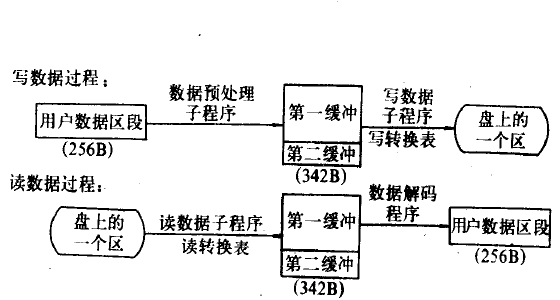 写数据过程：
用户数据区段
(256B)
数据预处理
子程序
第一缓冲
第二缓冲
(342B)
写数据
子程序
写转换表
盘上的
一个区
读数据过程：
盘上的
一个区
读数据子程序
读转换表
第一缓冲
第二缓冲
(342B)
数据解码
程序
用户数据区段
(256B)